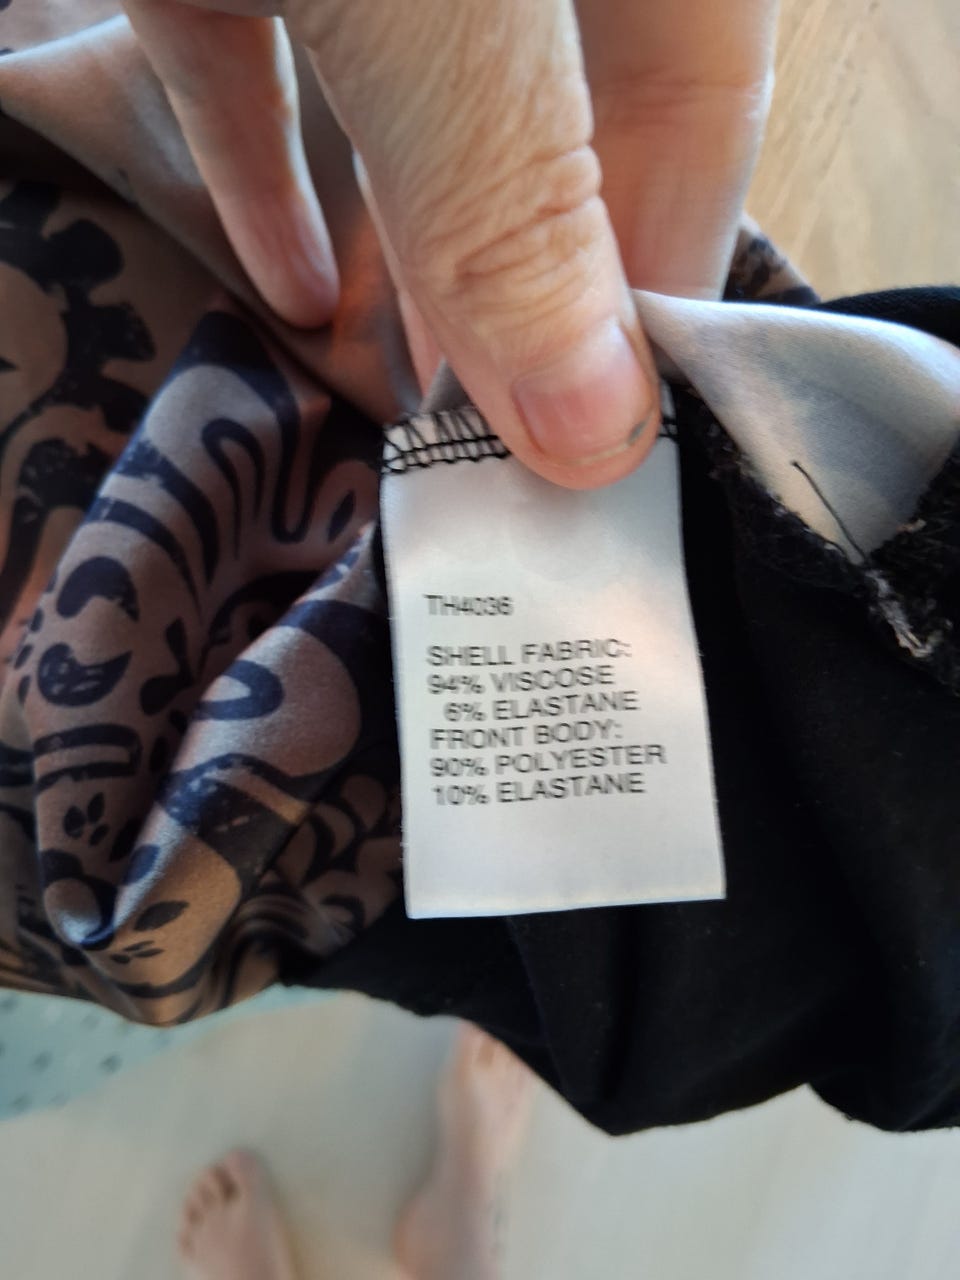 TH4036
SHELL FABRIC:
94% VISCOSE
6% ELASTANE
FRONT BODY:
90% POLYESTER
10% ELASTANE